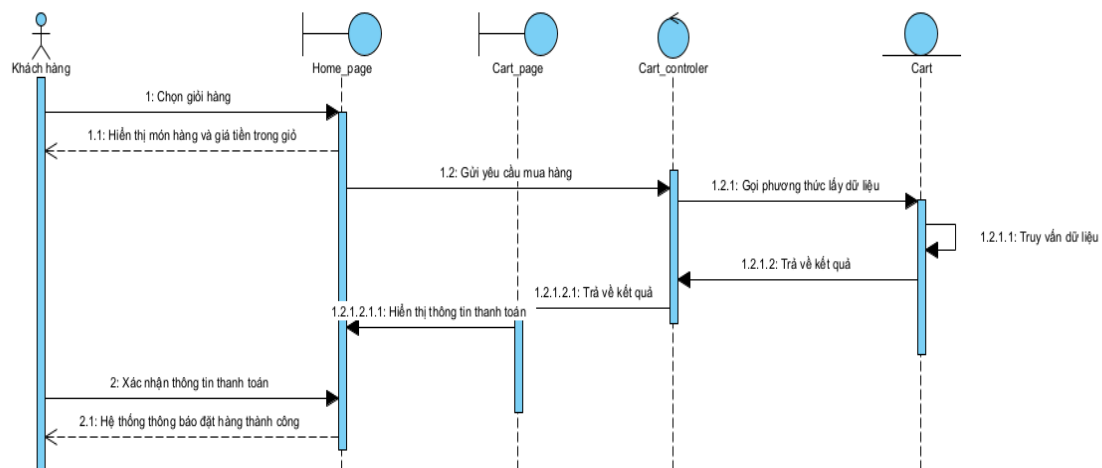 Khách hàng
Home_page
Cart_page
Cart_controler
Cart
1: Chọn giỏi hàng
1.1: Hiển thị món hàng và giá tiền trong giỏ
1.2: Gửi yêu cầu mua hàng
1.2.1: Gọi phương thức lấy dữ liệu
1.2.1.1: Truy vấn dữ liệu
1.2.1.2: Trả về kết quả
1.2.1.2.1: Trả về kết quả
1.2.1.2.1.1: Hiển thị thông tin thanh toán
2: Xác nhận thông tin thanh toán
2.1: Hệ thống thông báo đặt hàng thành công